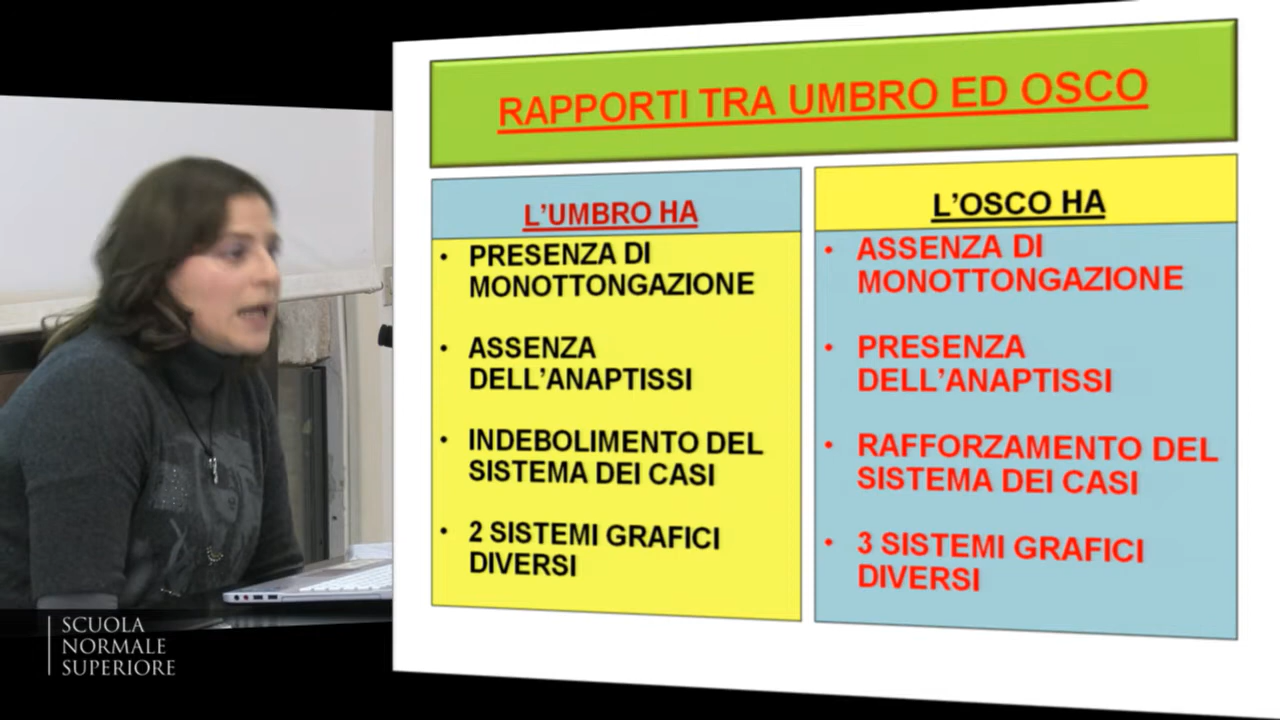 RAPPORTI TRA UMBRO ED OSCO
L'UMBRO HA
• PRESENZA DI
MONOTTONGAZIONE
• ASSENZA
DELL'ANAPTISSI
• INDEBOLIMENTO DEL
SISTEMA DEI CASI
• 2 SISTEMI GRAFICI
DIVERSI
L'OSCO HA
• ASSENZA DI
MONOTTONGAZIONE
• PRESENZA
DELL'ANAPTISSI
• RAFFORZAMENTO DEL
SISTEMA DEI CASI
• 3 SISTEMI GRAFICI
DIVERSI
SCUOLA
NORMALE
SUPERIORE